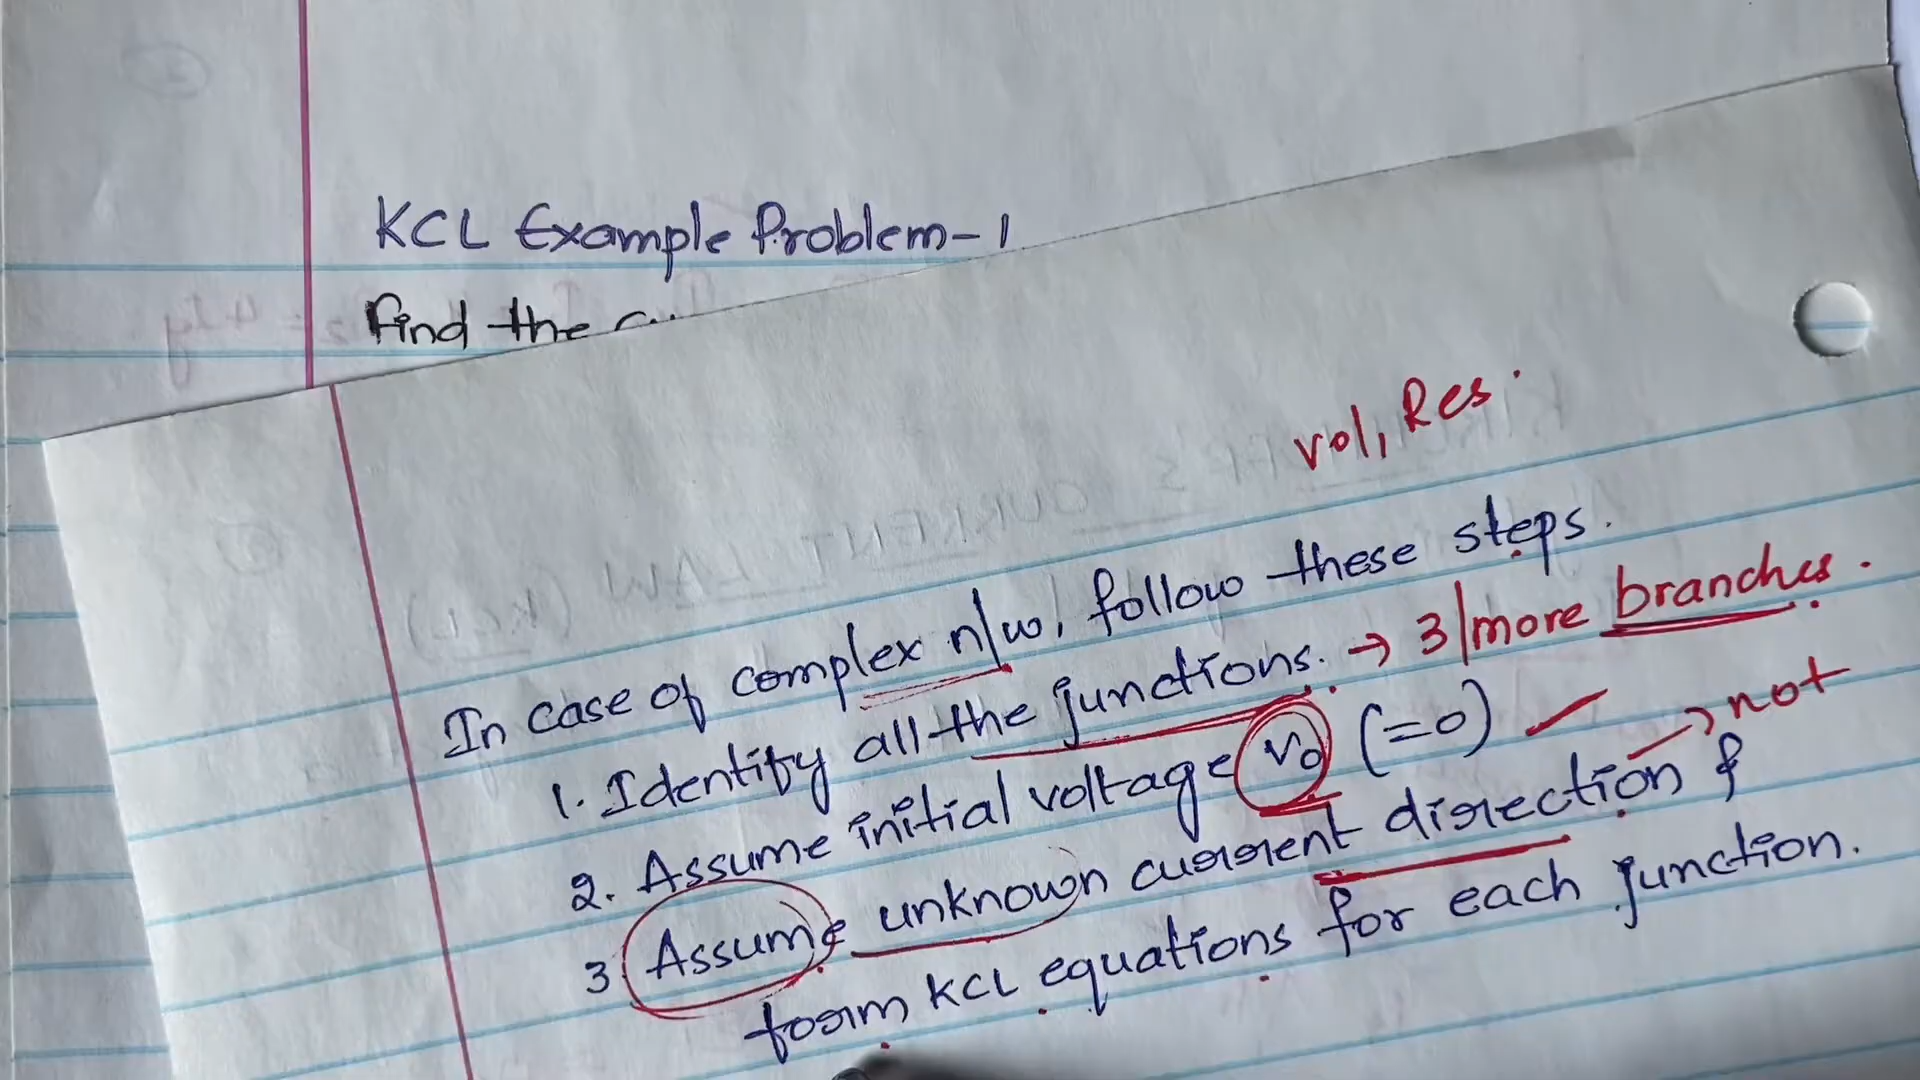 KCL Example Problem-1
Find the
vol, Res.
In case of complex n/w, follow these steps.
1. Identify all the junctions. → 3/more branches.
2. Assume initial voltage V0 (=0) ✓
→ not
3. Assume unknown current direction &
form KCL equations for each junction.